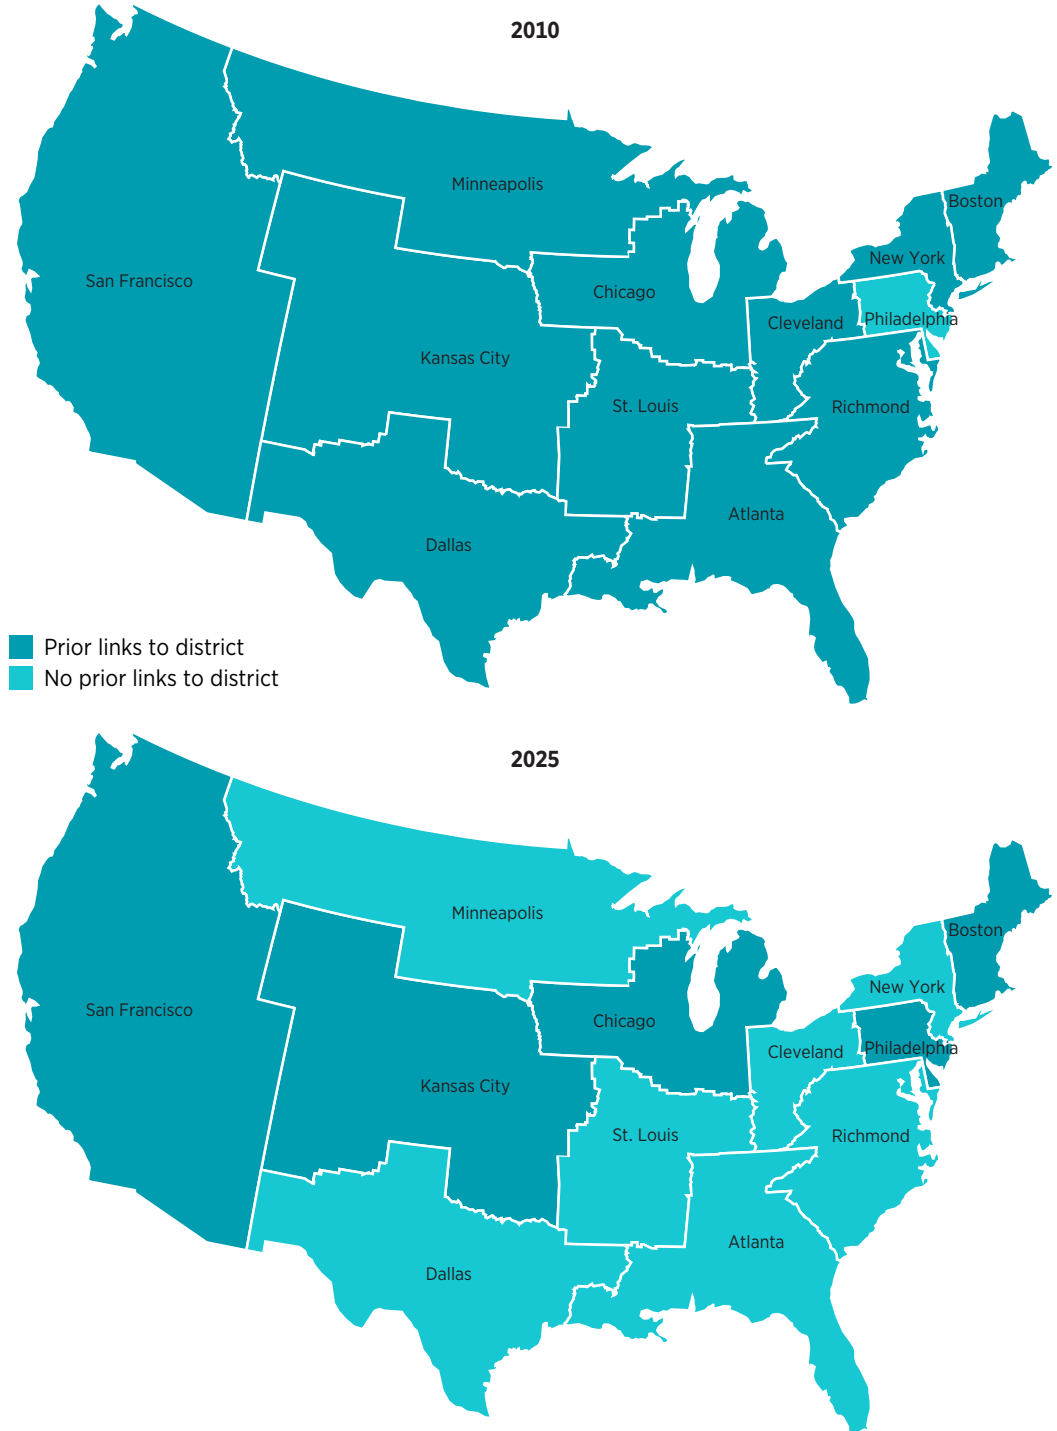 2010
Minneapolis
Boston
New York
San Francisco
Chicago
Cleveland
Philadelphia
Kansas City
St. Louis
Richmond
Atlanta
Dallas
Prior links to district
No prior links to district
2025
Minneapolis
Boston
New York
San Francisco
Chicago
Cleveland
Philadelphia
Kansas City
St. Louis
Richmond
Atlanta
Dallas